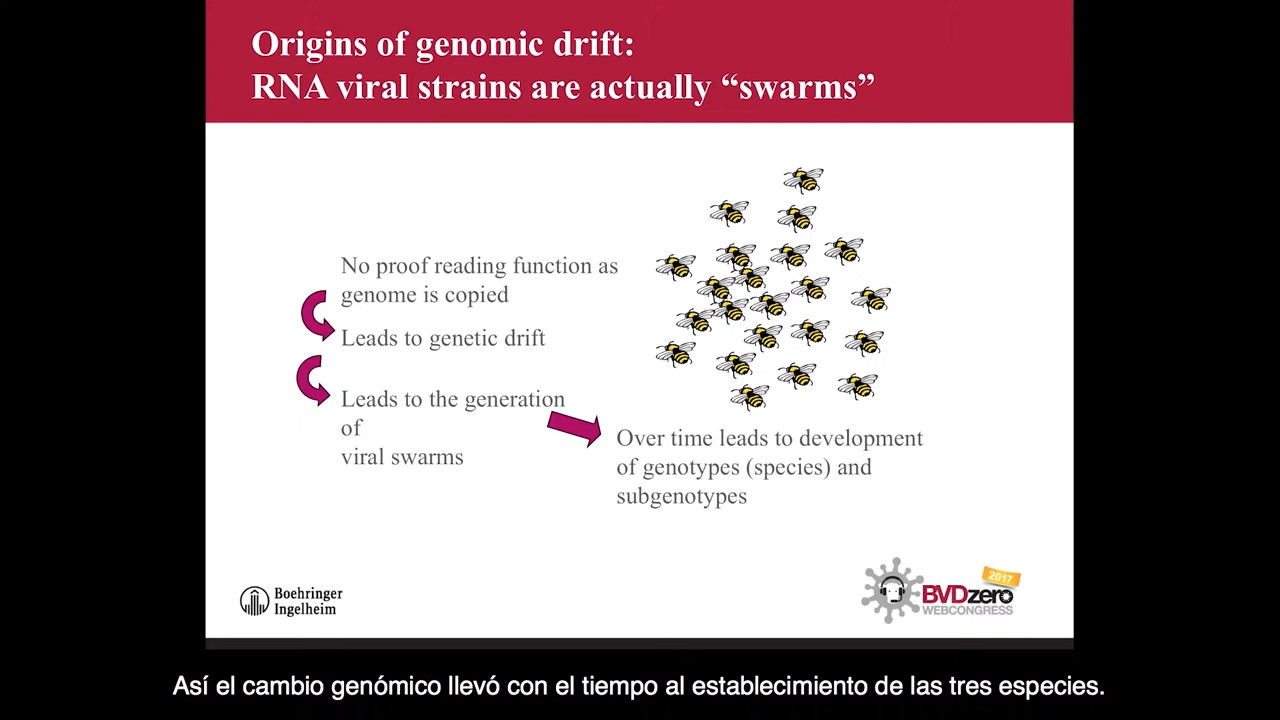 Origins of genomic drift:
RNA viral strains are actually “swarms”
No proof reading function as
genome is copied
Leads to genetic drift
Leads to the generation
of
viral swarms
Over time leads to development
of genotypes (species) and
subgenotypes
Boehringer
Ingelheim
2017
BVDzero
WEBCONGRESS
Así el cambio genómico llevó con el tiempo al establecimiento de las tres especies.